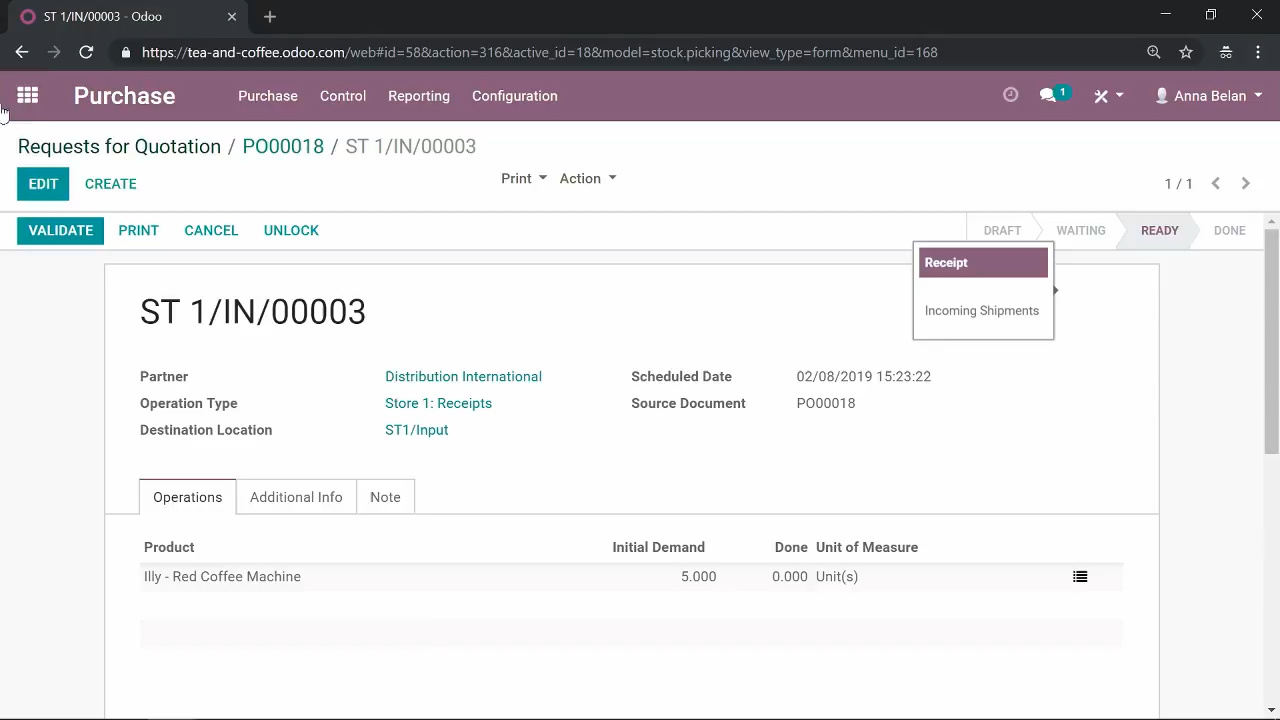 ST 1/IN/00003 - Odoo
https://tea-and-coffee.odoo.com/web#id=58&action=316&active_id=18&model=stock.picking&view_type=form&menu_id=168
Purchase Purchase Control Reporting Configuration 1 Anna Belan
Requests for Quotation / PO00018 / ST 1/IN/00003
EDIT CREATE Print Action 1 / 1
VALIDATE PRINT CANCEL UNLOCK DRAFT WAITING READY DONE
Receipt
Incoming Shipments
ST 1/IN/00003
Partner Distribution International Scheduled Date 02/08/2019 15:23:22
Operation Type Store 1: Receipts Source Document PO00018
Destination Location ST1/Input
Operations Additional Info Note
Product Initial Demand Done Unit of Measure
Illy - Red Coffee Machine 5.000 0.000 Unit(s)